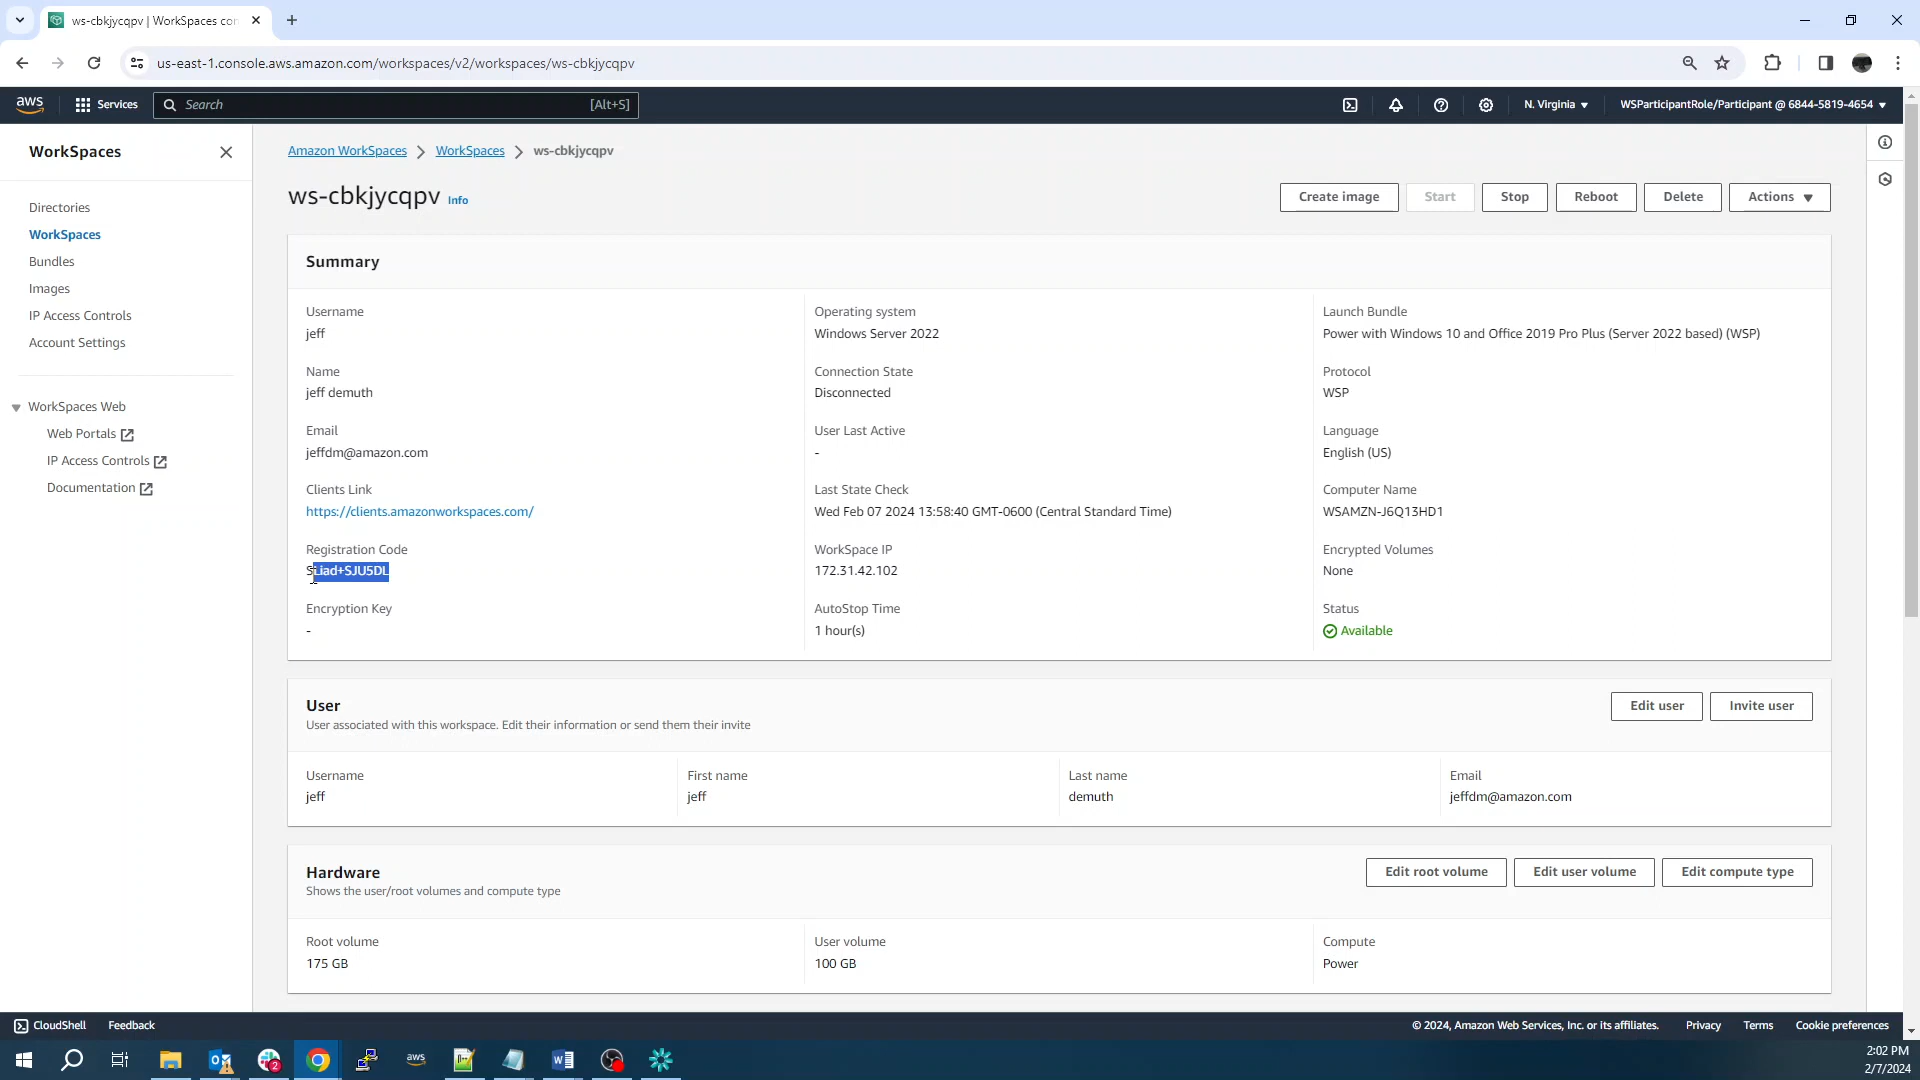 ws-cbkjycqpv | WorkSpaces con
us-east-1.console.aws.amazon.com/workspaces/v2/workspaces/ws-cbkjycqpv
aws Services Search [Alt+S] N. Virginia WSParticipantRole/Participant @ 6844-5819-4654
WorkSpaces
Directories
WorkSpaces
Bundles
Images
IP Access Controls
Account Settings
WorkSpaces Web
Web Portals
IP Access Controls
Documentation
Amazon WorkSpaces WorkSpaces ws-cbkjycqpv
ws-cbkjycqpv Info
Create image Start Stop Reboot Delete Actions
Summary
Username
jeff
Name
jeff demuth
Email
jeffdm@amazon.com
Clients Link
https://clients.amazonworkspaces.com/
Registration Code
SLiad+SJU5DL
Encryption Key
-
Operating system
Windows Server 2022
Connection State
Disconnected
User Last Active
-
Last State Check
Wed Feb 07 2024 13:58:40 GMT-0600 (Central Standard Time)
WorkSpace IP
172.31.42.102
AutoStop Time
1 hour(s)
Launch Bundle
Power with Windows 10 and Office 2019 Pro Plus (Server 2022 based) (WSP)
Protocol
WSP
Language
English (US)
Computer Name
WSAMZN-J6Q13HD1
Encrypted Volumes
None
Status
Available
User
User associated with this workspace. Edit their information or send them their invite
Edit user Invite user
Username
jeff
First name
jeff
Last name
demuth
Email
jeffdm@amazon.com
Hardware
Shows the user/root volumes and compute type
Edit root volume Edit user volume Edit compute type
Root volume
175 GB
User volume
100 GB
Compute
Power
CloudShell Feedback © 2024, Amazon Web Services, Inc. or its affiliates. Privacy Terms Cookie preferences
aws
2
2:02 PM
2/7/2024